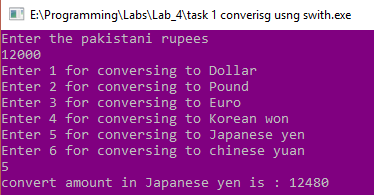 E:\Programming\Labs\Lab_4\task 1 converisg usng swith.exe
Enter the pakistani rupees
12000
Enter 1 for conversing to Dollar
Enter 2 for conversing to Pound
Enter 3 for conversing to Euro
Enter 4 for conversing to Korean won
Enter 5 for conversing to Japanese yen
Enter 6 for conversing to chinese yuan
5
convert amount in Japanese yen is : 12480